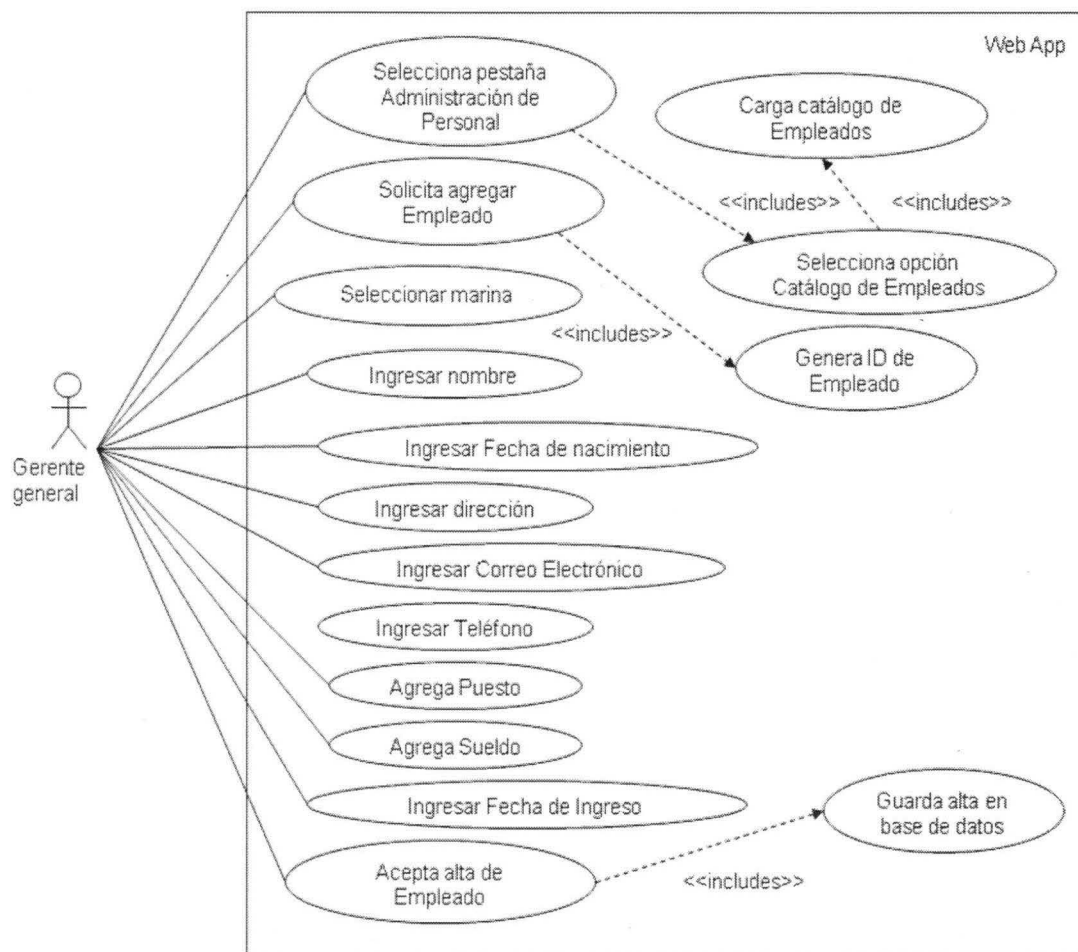 Web App
Selecciona pestaña
Administración de
Personal
Carga catálogo de
Empleados
Solicita agregar
Empleado
<<includes>>
<<includes>>
Selecciona opción
Catálogo de Empleados
Seleccionar marina
<<includes>>
Genera ID de
Empleado
Ingresar nombre
Gerente
general
Ingresar Fecha de nacimiento
Ingresar dirección
Ingresar Correo Electrónico
Ingresar Teléfono
Agrega Puesto
Agrega Sueldo
Ingresar Fecha de Ingreso
Guarda alta en
base de datos
Acepta alta de
Empleado
<<includes>>